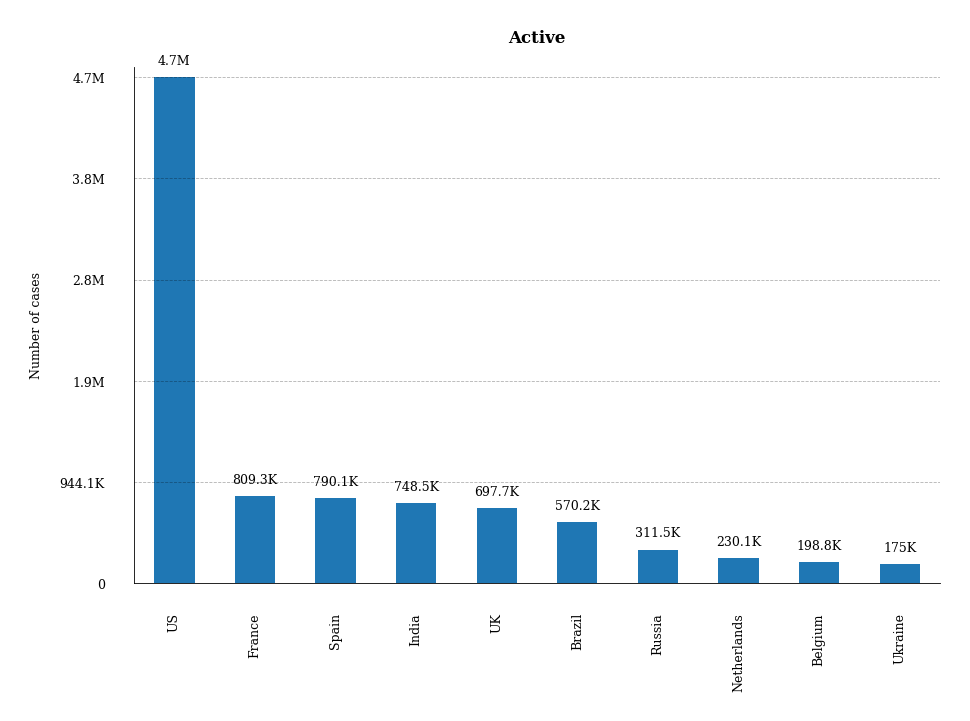 Active
4.7M
4.7M
3.8M
2.8M
1.9M
944.1K
0
Number of cases
809.3K
790.1K
748.5K
697.7K
570.2K
311.5K
230.1K
198.8K
175K
US
France
Spain
India
UK
Brazil
Russia
Netherlands
Belgium
Ukraine